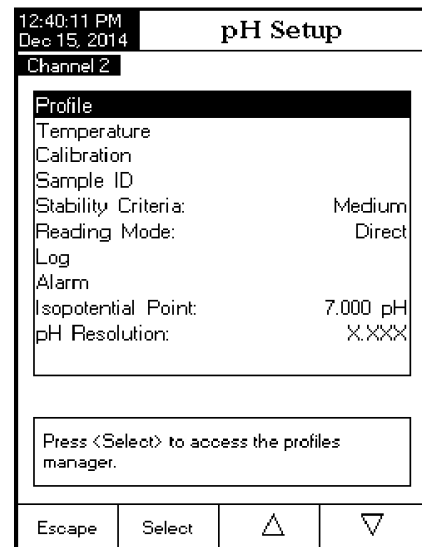 12:40:11 PM
Dec 15, 2014
pH Setup
Channel 2
Profile
Temperature
Calibration
Sample ID
Stability Criteria: Medium
Reading Mode: Direct
Log
Alarm
Isopotential Point: 7.000 pH
pH Resolution: X.XXX
Press <Select> to access the profiles
manager.
Escape Select △ ▽